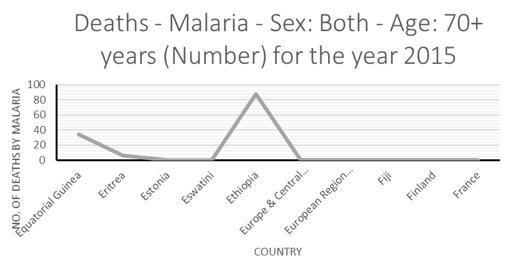 Deaths - Malaria - Sex: Both - Age: 70+
years (Number) for the year 2015
NO. OF DEATHS BY MALARIA
100
80
60
40
20
0
Equatorial Guinea
Eritrea
Estonia
Eswatini
Ethiopia
Europe & Central...
European Region...
Fiji
Finland
France
COUNTRY